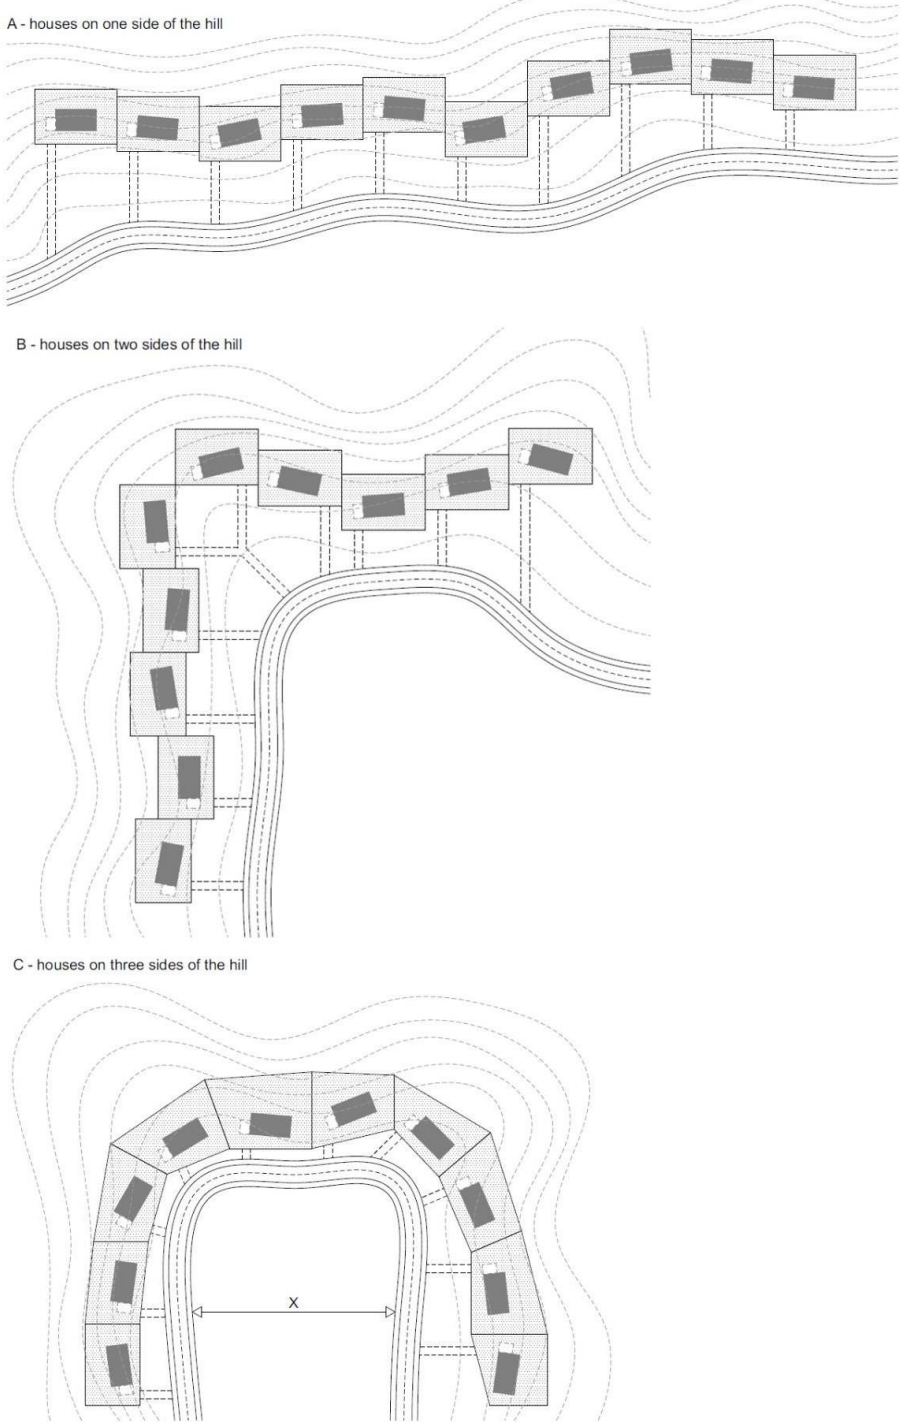 A - houses on one side of the hill
B - houses on two sides of the hill
C - houses on three sides of the hill
X